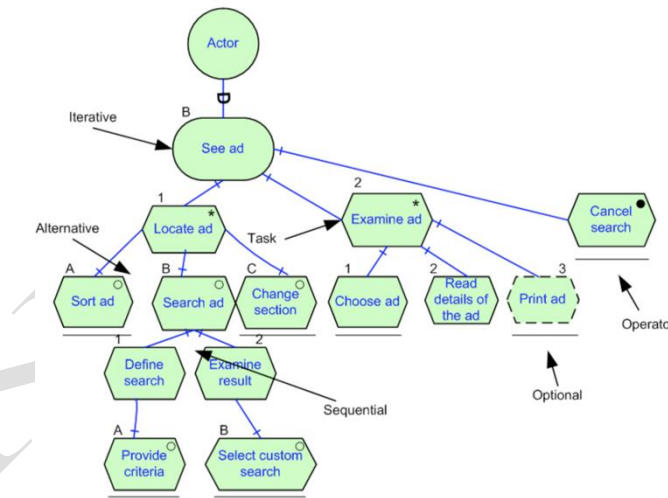 Actor
D
B
Iterative
See ad
1
2
Locate ad
*
Examine ad
*
Cancel
search
Alternative
Task
A
B
C
1
2
3
Sort ad
Search ad
Change
section
Choose ad
Read
details of
the ad
Print ad
Operato
1
2
Define
search
Examine
result
Sequential
Optional
A
B
Provide
criteria
Select custom
search